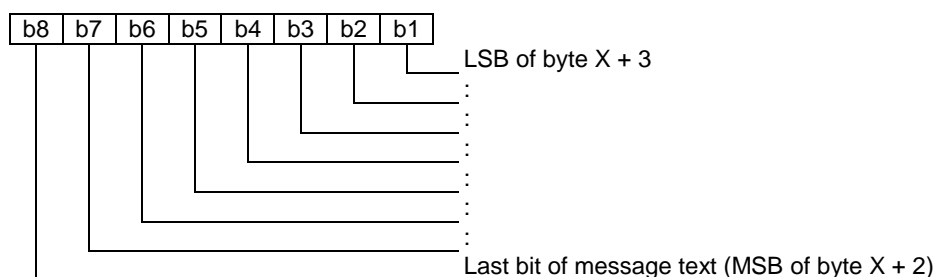 b8 b7 b6 b5 b4 b3 b2 b1
LSB of byte X + 3
:
:
:
:
:
:
Last bit of message text (MSB of byte X + 2)